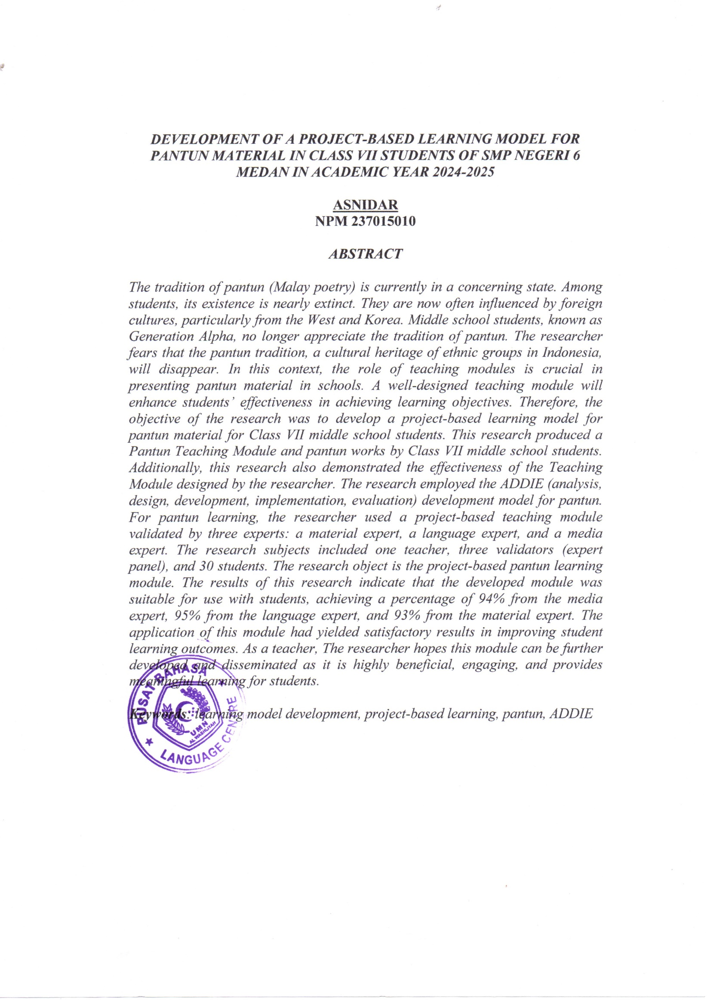 DEVELOPMENT OF A PROJECT-BASED LEARNING MODEL FOR
PANTUN MATERIAL IN CLASS VII STUDENTS OF SMP NEGERI 6
MEDAN IN ACADEMIC YEAR 2024-2025
ASNIDAR
NPM 237015010
ABSTRACT
The tradition of pantun (Malay poetry) is currently in a concerning state. Among
students, its existence is nearly extinct. They are now often influenced by foreign
cultures, particularly from the West and Korea. Middle school students, known as
Generation Alpha, no longer appreciate the tradition of pantun. The researcher
fears that the pantun tradition, a cultural heritage of ethnic groups in Indonesia,
will disappear. In this context, the role of teaching modules is crucial in
presenting pantun material in schools. A well-designed teaching module will
enhance students’ effectiveness in achieving learning objectives. Therefore, the
objective of the research was to develop a project-based learning model for
pantun material for Class VII middle school students. This research produced a
Pantun Teaching Module and pantun works by Class VII middle school students.
Additionally, this research also demonstrated the effectiveness of the Teaching
Module designed by the researcher. The research employed the ADDIE (analysis,
design, development, implementation, evaluation) development model for pantun.
For pantun learning, the researcher used a project-based teaching module
validated by three experts: a material expert, a language expert, and a media
expert. The research subjects included one teacher, three validators (expert
panel), and 30 students. The research object is the project-based pantun learning
module. The results of this research indicate that the developed module was
suitable for use with students, achieving a percentage of 94% from the media
expert, 95% from the language expert, and 93% from the material expert. The
application of this module had yielded satisfactory results in improving student
learning outcomes. As a teacher, The researcher hopes this module can be further
developed and disseminated as it is highly beneficial, engaging, and provides
meaningful learning for students.
Keywords: learning model development, project-based learning, pantun, ADDIE
PUSAT BAHASA
UMN
AL WASHLIYAH
LANGUAGE CENTRE